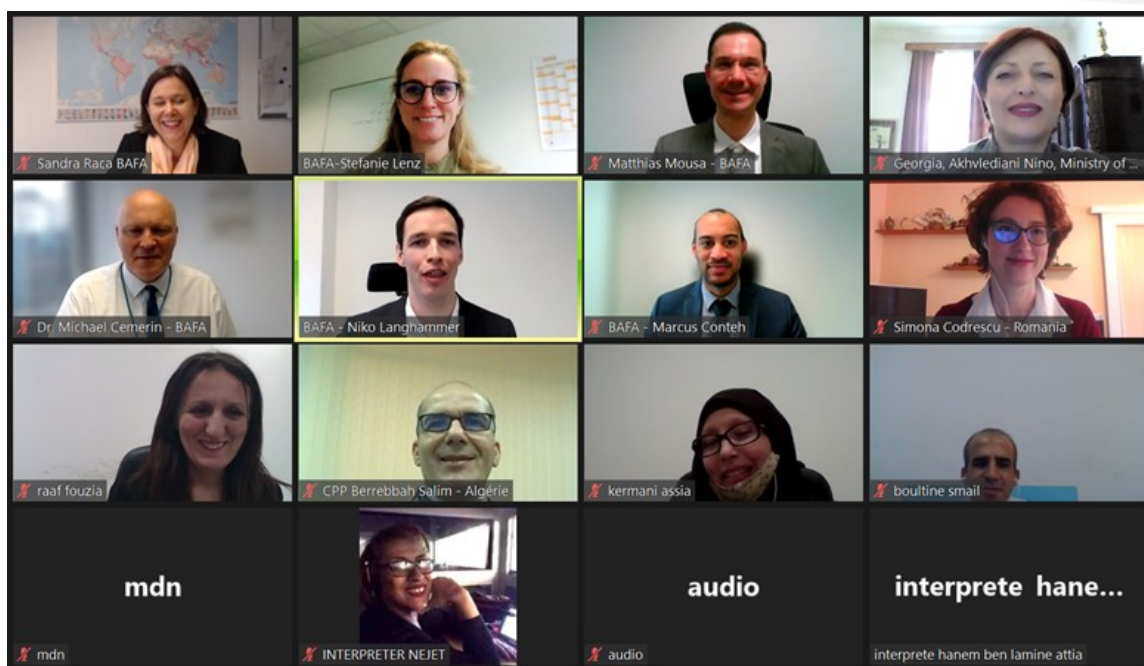 Sandra Raca BAFA
BAFA-Stefanie Lenz
Matthias Mousa - BAFA
Georgia, Akhvlediani Nino, Ministry of ...
Dr. Michael Cemerin - BAFA
BAFA - Niko Langhammer
BAFA - Marcus Conteh
Simona Codrescu - Romania
raaf fouzia
CPP Berrebbah Salim - Algérie
kermani assia
boultine smail
mdn
audio
interprete hane...
mdn
INTERPRETER NEJET
audio
interprete hanem ben lamine attia